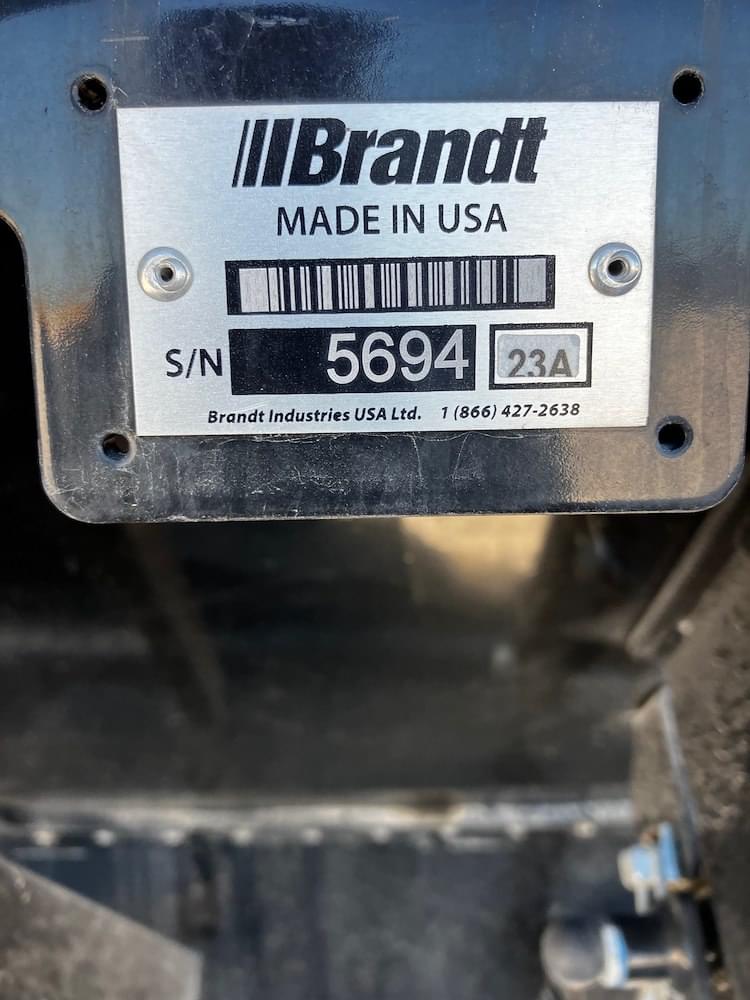 Brandt
MADE IN USA
S/N 5694 23A
Brandt Industries USA Ltd. 1 (866) 427-2638